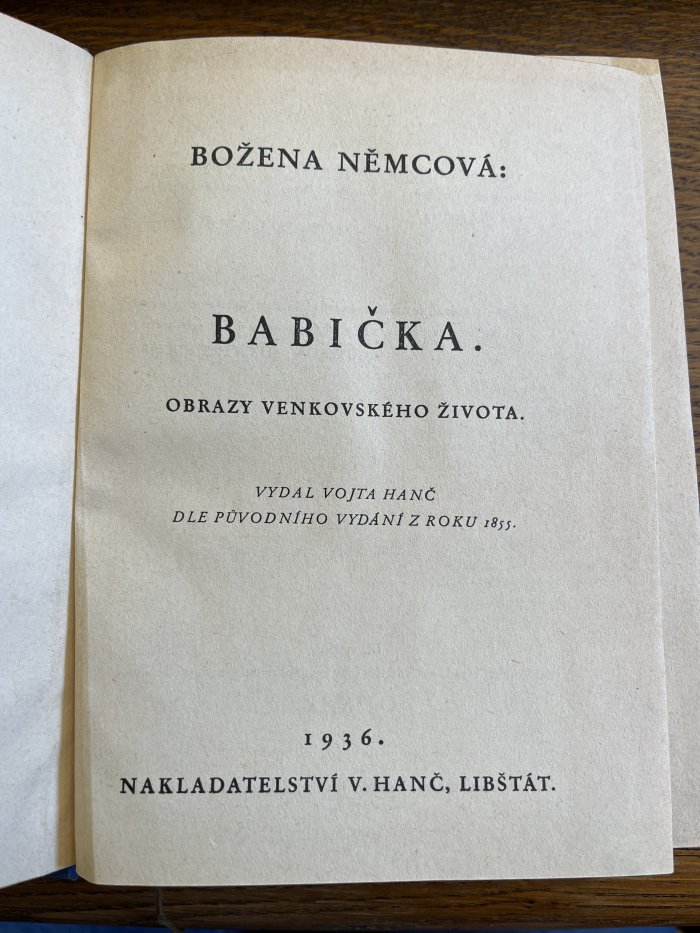 BOŽENA NĚMCOVÁ:
BABIČKA.
OBRAZY VENKOVSKÉHO ŽIVOTA.
VYDAL VOJTA HANČ
DLE PŮVODNÍHO VYDÁNÍ Z ROKU 1855.
1936.
NAKLADATELSTVÍ V. HANČ, LIBŠTÁT.